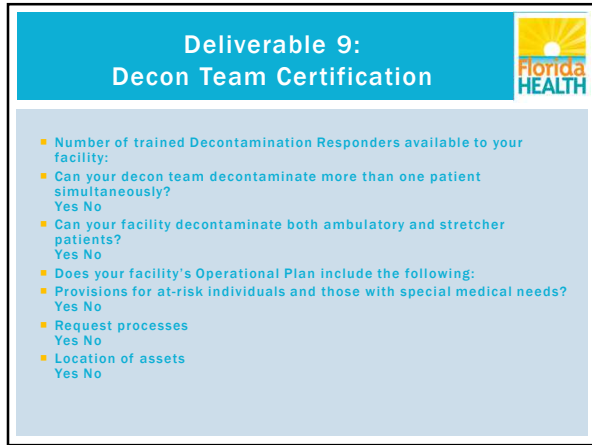 Deliverable 9:
Decon Team Certification
Florida
HEALTH
Number of trained Decontamination Responders available to your
facility:
Can your decon team decontaminate more than one patient
simultaneously?
Yes No
Can your facility decontaminate both ambulatory and stretcher
patients?
Yes No
Does your facility's Operational Plan include the following:
Provisions for at-risk individuals and those with special medical needs?
Yes No
Request processes
Yes No
Location of assets
Yes No